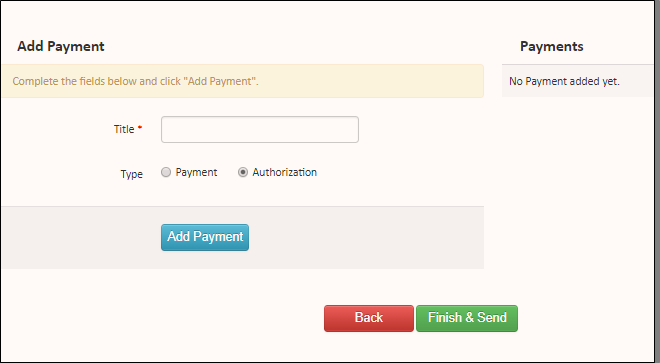 Add Payment
Complete the fields below and click "Add Payment".
Title *
Type
Payment
Authorization
Add Payment
Payments
No Payment added yet.
Back
Finish & Send